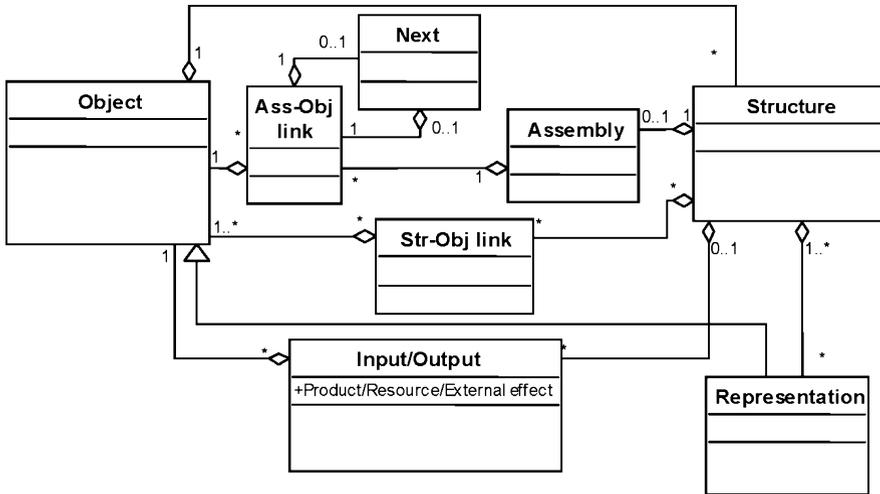 Next
0..1
1
1
*
Object
Ass-Obj
link
Structure
0..1
1
Assembly
*
1
0..1
1
*
1
*
1..*
*
Str-Obj link
*
1
0..1
1..*
*
Input/Output
*
*
+Product/Resource/External effect
Representation